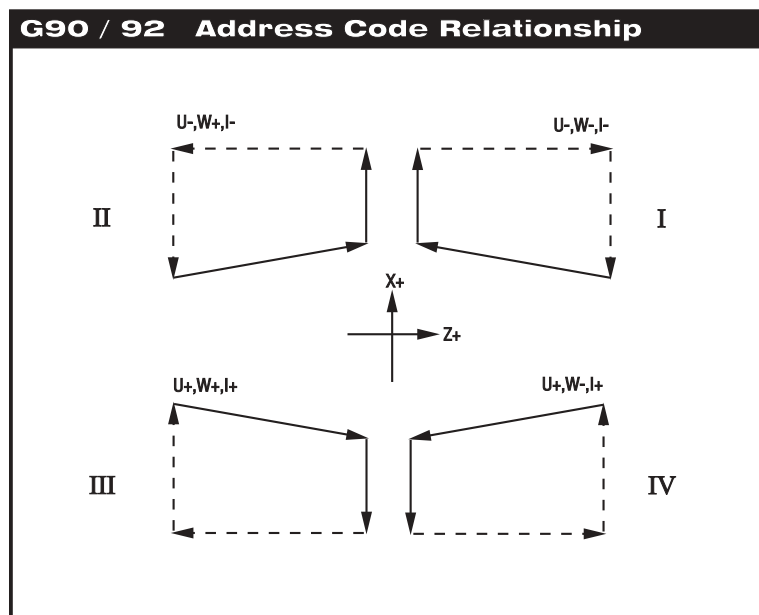 G90 / 92 Address Code Relationship
U-,W+,I-
U-,W-,I-
II
I
X+
Z+
U+,W+,I+
U+,W-,I+
III
IV